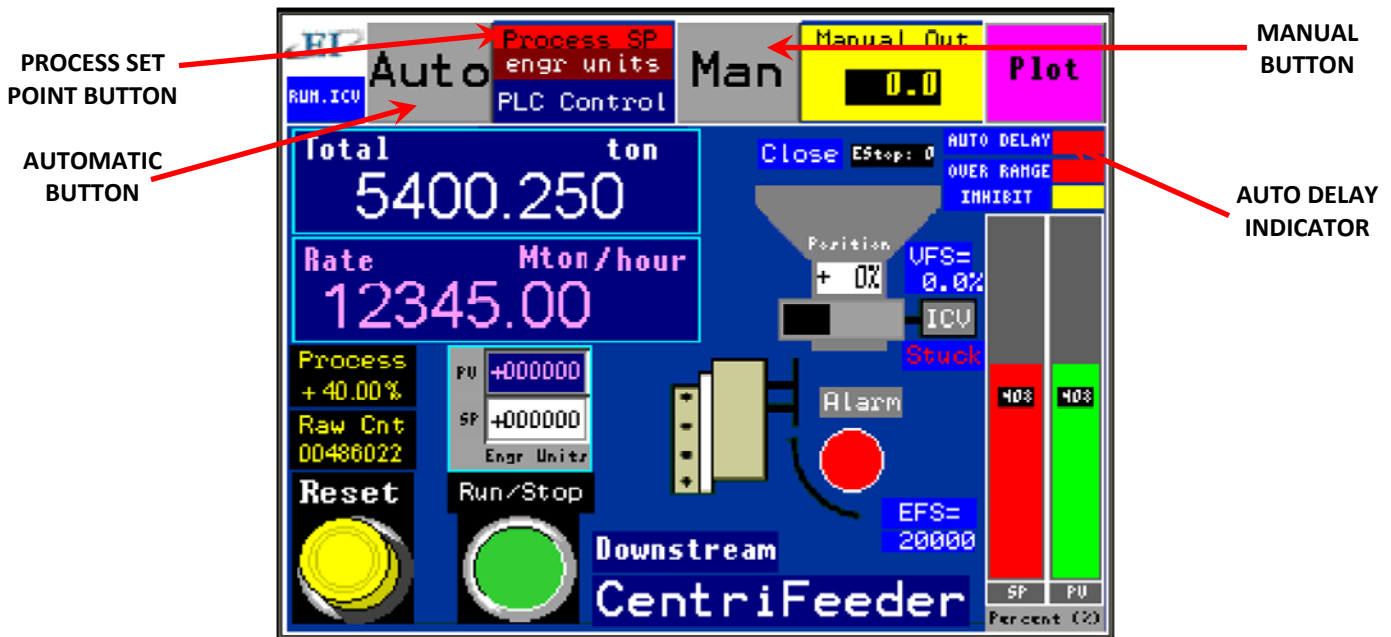 PROCESS SET
POINT BUTTON
AUTOMATIC
BUTTON
MANUAL
BUTTON
AUTO DELAY
INDICATOR
EI
RUN.ICV
Auto
Process SP
engr units
PLC Control
Man
Manual Out
0.0
Plot
Total ton
5400.250
Close
EStop: 0
AUTO DELAY
OVER RANGE
INHIBIT
Rate Mton/hour
12345.00
Position
+ 0%
VFS=
0.0%
ICV
Stuck
Process
+ 40.00%
Raw Cnt
00486022
PV +000000
SP +000000
Engr Units
Alarm
40%
40%
Reset
Run/Stop
EFS=
20000
Downstream
CentriFeeder
SP PV
Percent (%)